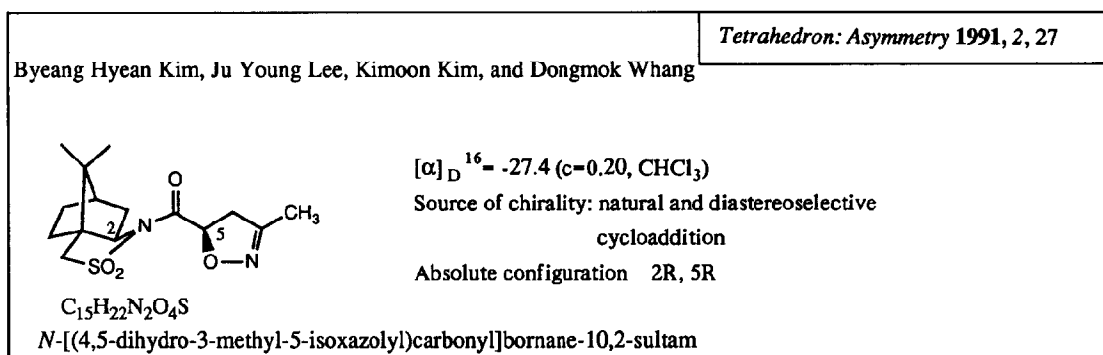 Tetrahedron: Asymmetry 1991, 2, 27
Byeang Hyean Kim, Ju Young Lee, Kimoon Kim, and Dongmok Whang
O
2
N
SO2
5
O–N
CH3
[α]D16= -27.4 (c=0.20, CHCl3)
Source of chirality: natural and diastereoselective
cycloaddition
Absolute configuration 2R, 5R
C15H22N2O4S
N-[(4,5-dihydro-3-methyl-5-isoxazolyl)carbonyl]bornane-10,2-sultam